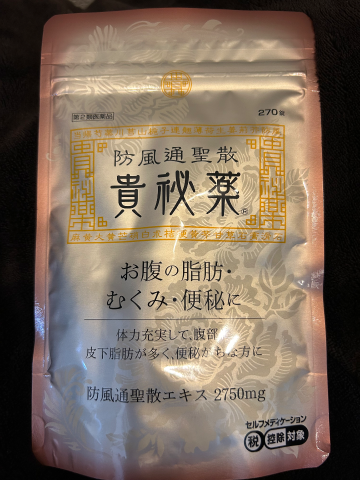 第2類医薬品
270錠
防風通聖散
貴祕薬
お腹の脂肪・
むくみ・便秘に
体力充実して、腹部に
皮下脂肪が多く、便秘がちな方に
防風通聖散エキス 2750mg
セルフメディケーション
税 控除 対象